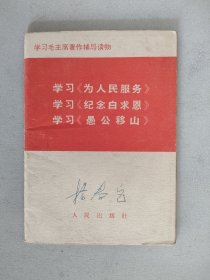 学习毛主席著作辅导读物
学习《为人民服务》
学习《纪念白求恩》
学习《愚公移山》
人民出版社